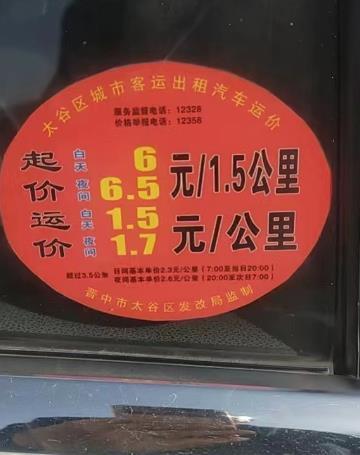 太谷区城市客运出租汽车运价
服务监督电话：12328
价格举报电话：12358
起价 白天 6 元/1.5公里
夜间 6.5
运价 白天 1.5 元/公里
夜间 1.7
超过3.5公里 日间基本单价2.3元/公里（7:00至当日20:00）
夜间基本单价2.6元/公里（20:00至次日7:00）
晋中市太谷区发改局监制